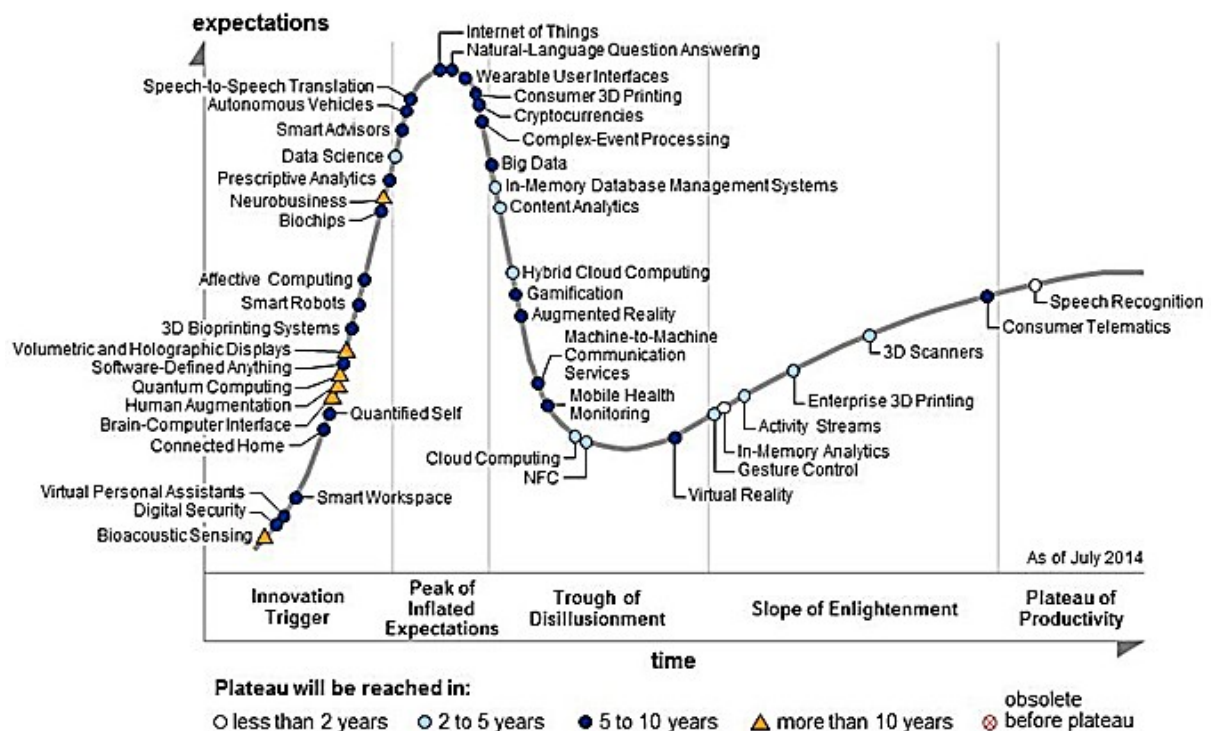 expectations
Internet of Things
Natural-Language Question Answering
Wearable User Interfaces
Speech-to-Speech Translation
Consumer 3D Printing
Autonomous Vehicles
Cryptocurrencies
Smart Advisors
Complex-Event Processing
Data Science
Big Data
Prescriptive Analytics
In-Memory Database Management Systems
Neurobusiness
Content Analytics
Biochips
Hybrid Cloud Computing
Affective Computing
Gamification
Speech Recognition
Smart Robots
Augmented Reality
Consumer Telematics
3D Bioprinting Systems
Machine-to-Machine
Communication
Services
3D Scanners
Volumetric and Holographic Displays
Software-Defined Anything
Quantum Computing
Mobile Health
Monitoring
Enterprise 3D Printing
Human Augmentation
Quantified Self
Activity Streams
Brain-Computer Interface
Connected Home
In-Memory Analytics
Cloud Computing
Gesture Control
NFC
Virtual Personal Assistants
Smart Workspace
Virtual Reality
Digital Security
Bioacoustic Sensing
As of July 2014
Innovation
Trigger
Peak of
Inflated
Expectations
Trough of
Disillusionment
Slope of Enlightenment
Plateau of
Productivity
time
Plateau will be reached in:
less than 2 years
2 to 5 years
5 to 10 years
more than 10 years
obsolete
before plateau